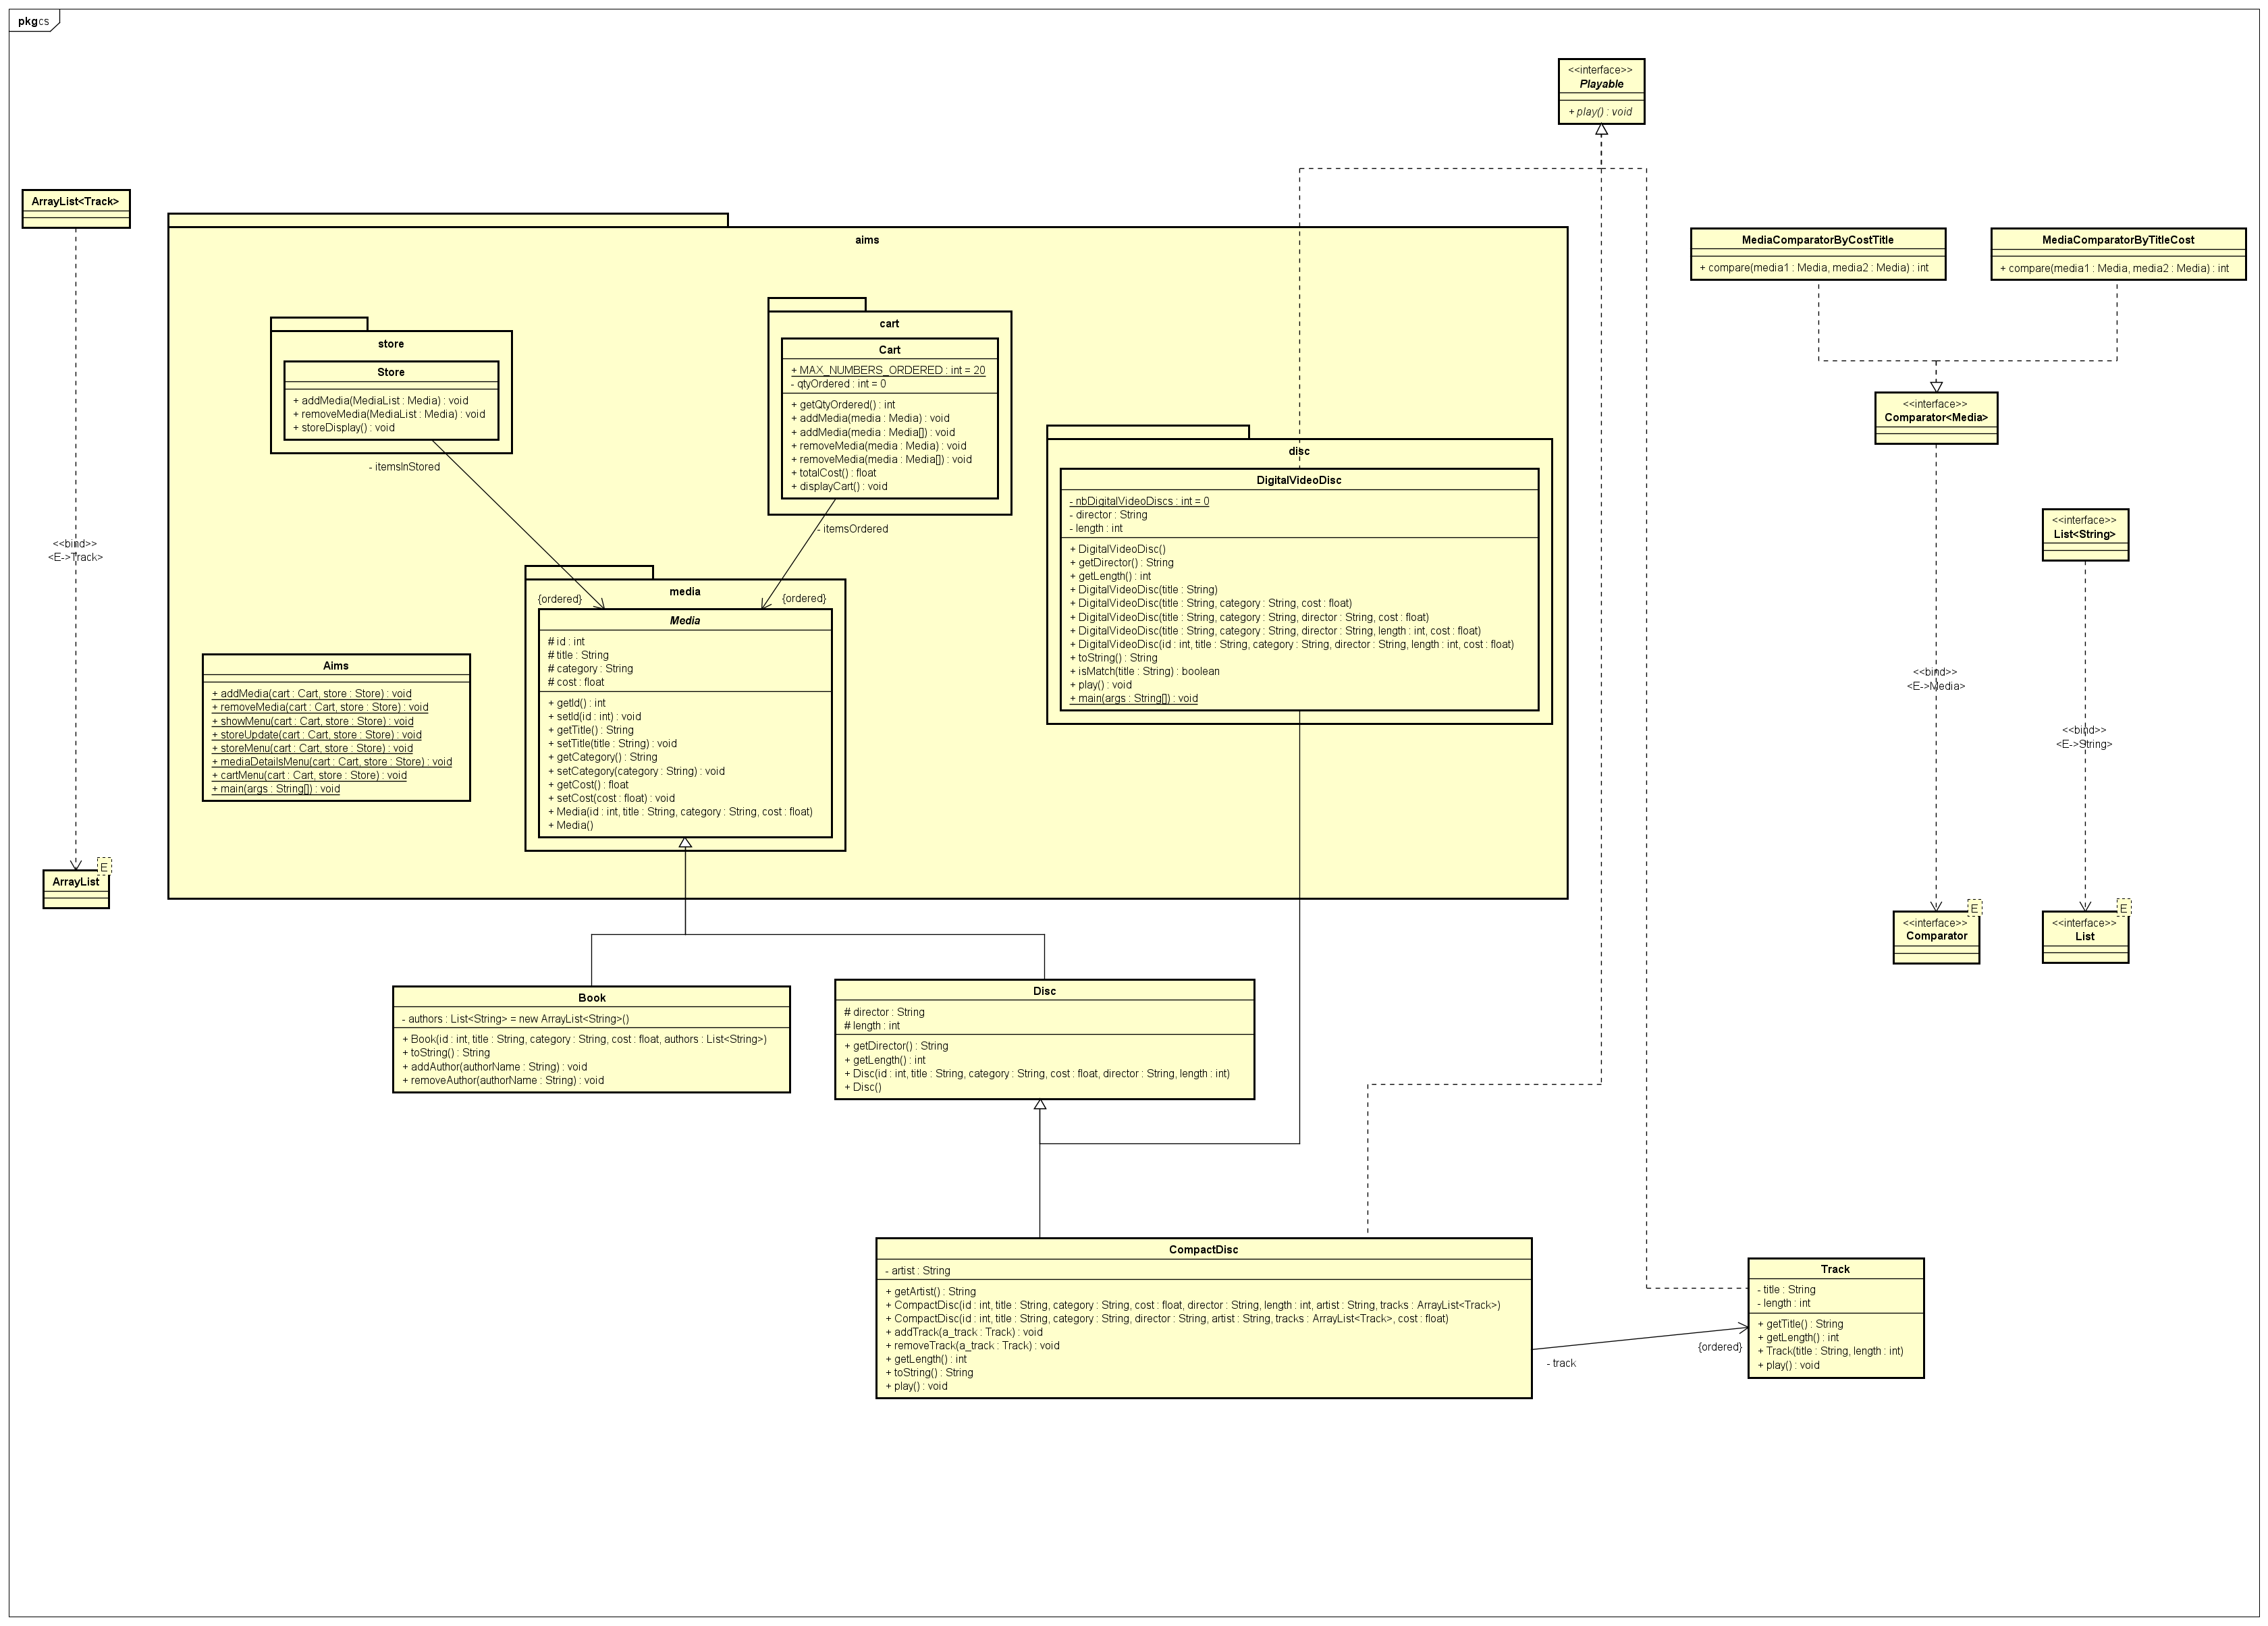 pkg cs
<<interface>>
Playable
+ play() : void
ArrayList<Track>
<<bind>>
<E->Track>
E
ArrayList
aims
store
Store
+ addMedia(MediaList : Media) : void
+ removeMedia(MediaList : Media) : void
+ storeDisplay() : void
- itemsInStored
{ordered}
cart
Cart
+ MAX_NUMBERS_ORDERED : int = 20
- qtyOrdered : int = 0
+ getQtyOrdered() : int
+ addMedia(media : Media) : void
+ addMedia(media : Media[]) : void
+ removeMedia(media : Media) : void
+ removeMedia(media : Media[]) : void
+ totalCost() : float
+ displayCart() : void
- itemsOrdered
{ordered}
disc
DigitalVideoDisc
- nbDigitalVideoDiscs : int = 0
- director : String
- length : int
+ DigitalVideoDisc()
+ getDirector() : String
+ getLength() : int
+ DigitalVideoDisc(title : String)
+ DigitalVideoDisc(title : String, category : String, cost : float)
+ DigitalVideoDisc(title : String, category : String, director : String, cost : float)
+ DigitalVideoDisc(title : String, category : String, director : String, length : int, cost : float)
+ DigitalVideoDisc(id : int, title : String, category : String, director : String, length : int, cost : float)
+ toString() : String
+ isMatch(title : String) : boolean
+ play() : void
+ main(args : String[]) : void
media
Media
# id : int
# title : String
# category : String
# cost : float
+ getId() : int
+ setId(id : int) : void
+ getTitle() : String
+ setTitle(title : String) : void
+ getCategory() : String
+ setCategory(category : String) : void
+ getCost() : float
+ setCost(cost : float) : void
+ Media(id : int, title : String, category : String, cost : float)
+ Media()
Aims
+ addMedia(cart : Cart, store : Store) : void
+ removeMedia(cart : Cart, store : Store) : void
+ showMenu(cart : Cart, store : Store) : void
+ storeUpdate(cart : Cart, store : Store) : void
+ storeMenu(cart : Cart, store : Store) : void
+ mediaDetailsMenu(cart : Cart, store : Store) : void
+ cartMenu(cart : Cart, store : Store) : void
+ main(args : String[]) : void
MediaComparatorByCostTitle
+ compare(media1 : Media, media2 : Media) : int
MediaComparatorByTitleCost
+ compare(media1 : Media, media2 : Media) : int
<<interface>>
Comparator<Media>
<<bind>>
<E->Media>
E
<<interface>>
Comparator
<<interface>>
List<String>
<<bind>>
<E->String>
E
<<interface>>
List
Book
- authors : List<String> = new ArrayList<String>()
+ Book(id : int, title : String, category : String, cost : float, authors : List<String>)
+ toString() : String
+ addAuthor(authorName : String) : void
+ removeAuthor(authorName : String) : void
Disc
# director : String
# length : int
+ getDirector() : String
+ getLength() : int
+ Disc(id : int, title : String, category : String, cost : float, director : String, length : int)
+ Disc()
CompactDisc
- artist : String
+ getArtist() : String
+ CompactDisc(id : int, title : String, category : String, cost : float, director : String, length : int, artist : String, tracks : ArrayList<Track>)
+ CompactDisc(id : int, title : String, category : String, director : String, artist : String, tracks : ArrayList<Track>, cost : float)
+ addTrack(a_track : Track) : void
+ removeTrack(a_track : Track) : void
+ getLength() : int
+ toString() : String
+ play() : void
- track
{ordered}
Track
- title : String
- length : int
+ getTitle() : String
+ getLength() : int
+ Track(title : String, length : int)
+ play() : void